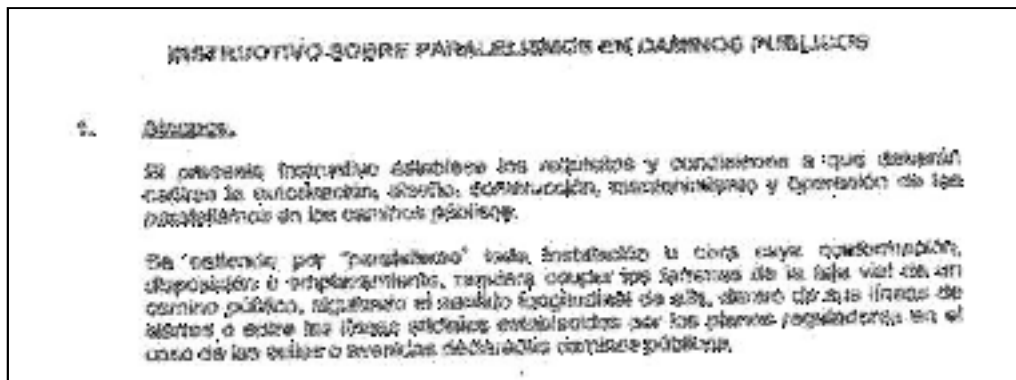 INSTRUCTIVO SOBRE PARALELISMOS EN CAMINOS PUBLICOS
1. Alcance.
El presente Instructivo establece los requisitos y condiciones a que deberán
la autorización, diseño, construcción, mantenimiento y operación de los
paralelismos en los caminos públicos.
Se entiende por "paralelismo" toda instalación u obra cuya conformación,
disposición o emplazamiento, requiera ocupar los terrenos de la faja vial de un
camino público, siguiendo el sentido longitudinal de ella, dentro de sus líneas de
o entre las líneas oficiales establecidas por los planos reguladores en el
caso de las calles o avenidas declaradas caminos públicos.